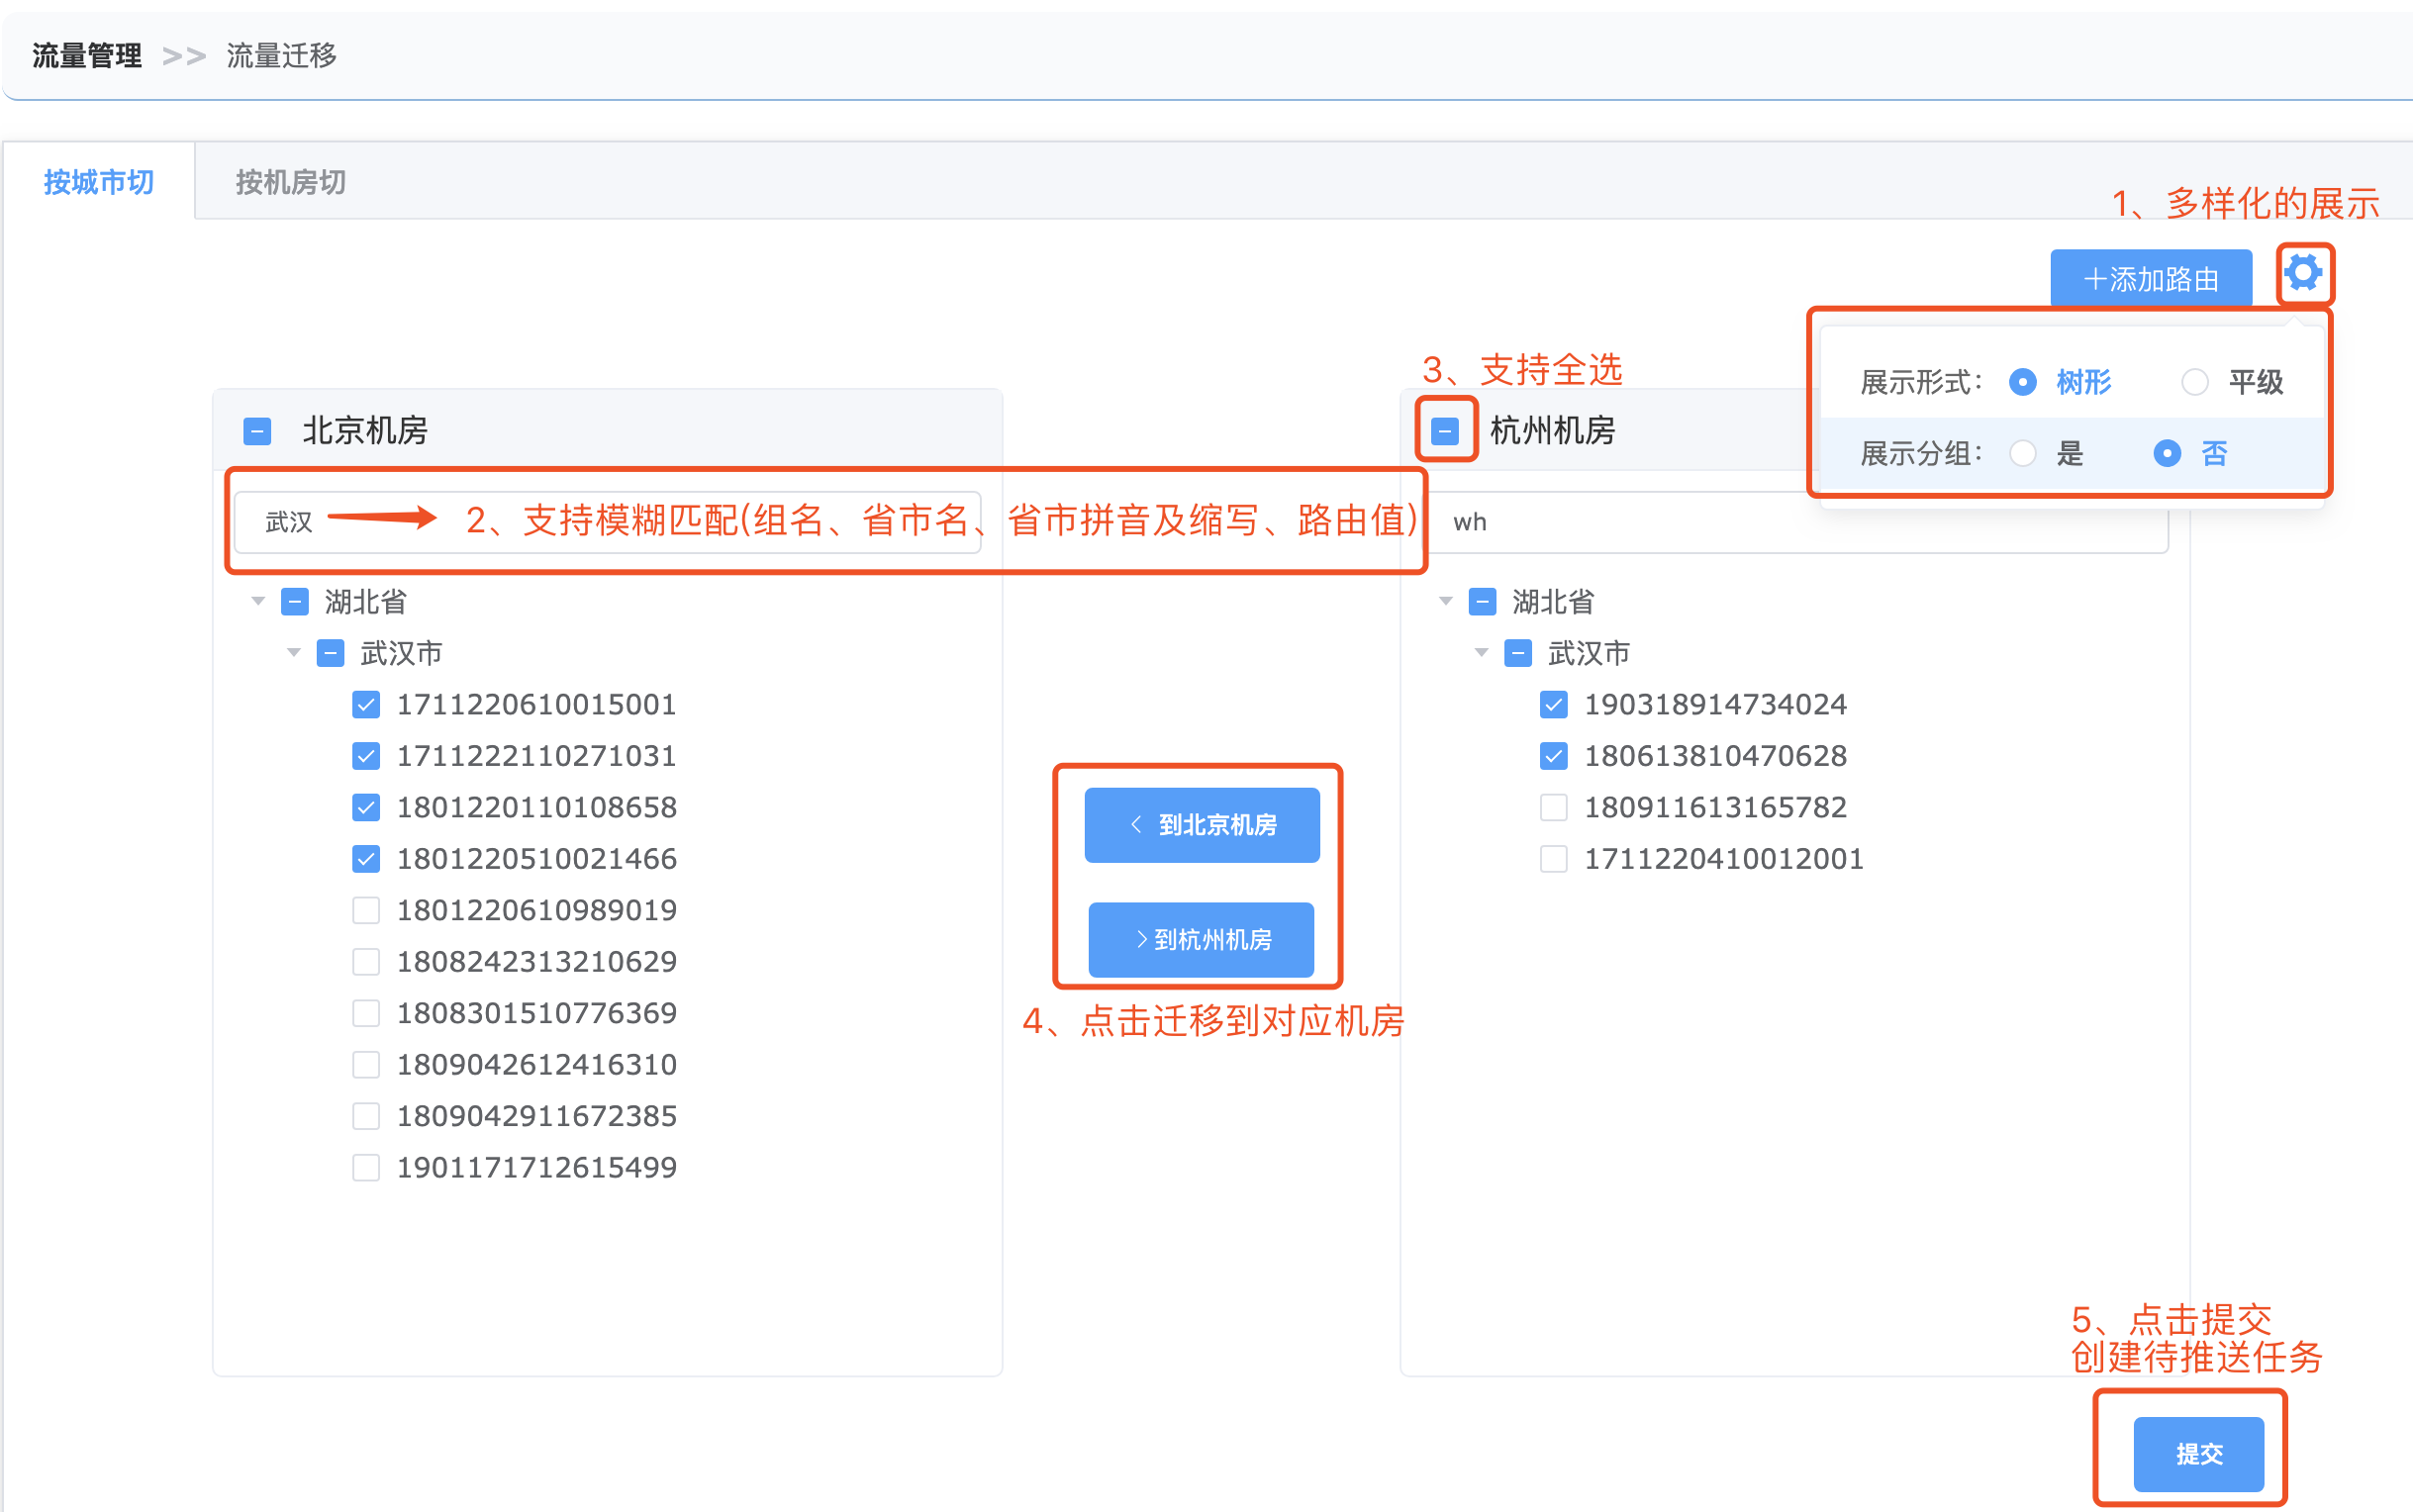 流量管理 >> 流量迁移
按城市切
按机房切
1、多样化的展示
+添加路由
展示形式: 树形 平级
展示分组: 是 否
3、支持全选
北京机房
武汉
2、支持模糊匹配(组名、省市名、省市拼音及缩写、路由值)
湖北省
武汉市
1711220610015001
1711222110271031
1801220110108658
1801220510021466
1801220610989019
1808242313210629
1808301510776369
1809042612416310
1809042911672385
1901171712615499
< 到北京机房
>到杭州机房
4、点击迁移到对应机房
杭州机房
wh
湖北省
武汉市
190318914734024
180613810470628
180911613165782
1711220410012001
5、点击提交
创建待推送任务
提交